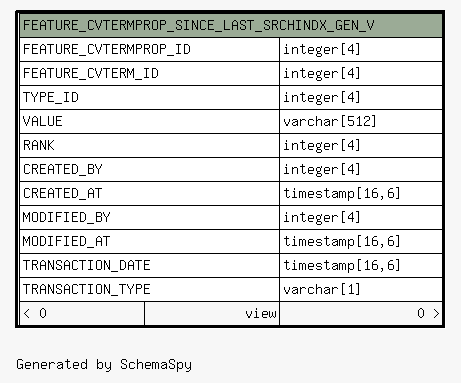 FEATURE_CVTERMPROP_SINCE_LAST_SRCHINDX_GEN_V
FEATURE_CVTERMPROP_ID integer[4]
FEATURE_CVTERM_ID integer[4]
TYPE_ID integer[4]
VALUE varchar[512]
RANK integer[4]
CREATED_BY integer[4]
CREATED_AT timestamp[16,6]
MODIFIED_BY integer[4]
MODIFIED_AT timestamp[16,6]
TRANSACTION_DATE timestamp[16,6]
TRANSACTION_TYPE varchar[1]
< 0 view 0 >
Generated by SchemaSpy